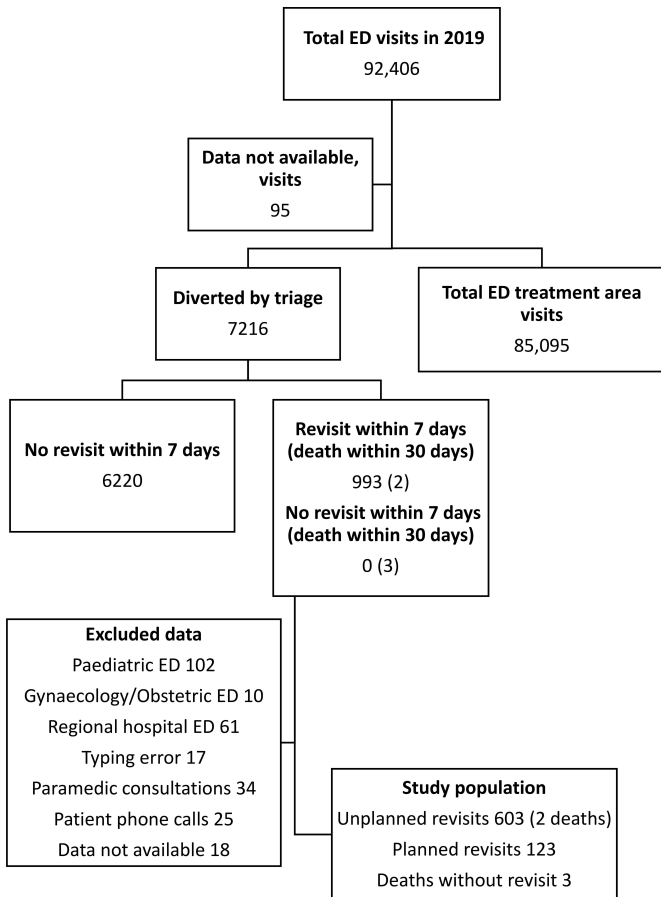 Total ED visits in 2019
92,406
Data not available,
visits
95
Diverted by triage
7216
Total ED treatment area
visits
85,095
No revisit within 7 days
6220
Revisit within 7 days
(death within 30 days)
993 (2)
No revisit within 7 days
(death within 30 days)
0 (3)
Excluded data
Paediatric ED 102
Gynaecology/Obstetric ED 10
Regional hospital ED 61
Typing error 17
Paramedic consultations 34
Patient phone calls 25
Data not available 18
Study population
Unplanned revisits 603 (2 deaths)
Planned revisits 123
Deaths without revisit 3